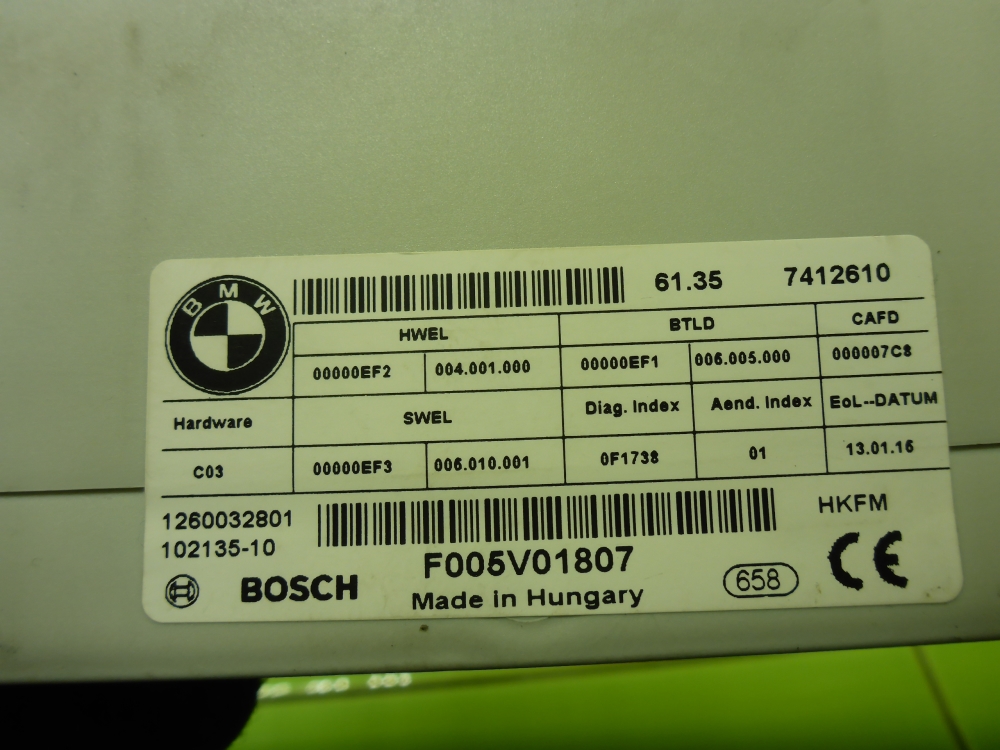 BMW
61.35 7412610
HWEL BTLD CAFD
00000EF2 004.001.000 00000EF1 006.005.000 000007C8
Hardware SWEL Diag. Index Aend. Index EoL--DATUM
C03 00000EF3 006.010.001 0F1738 01 13.01.15
1260032801 HKFM
102135-10
F005V01807
BOSCH Made in Hungary 658 CE